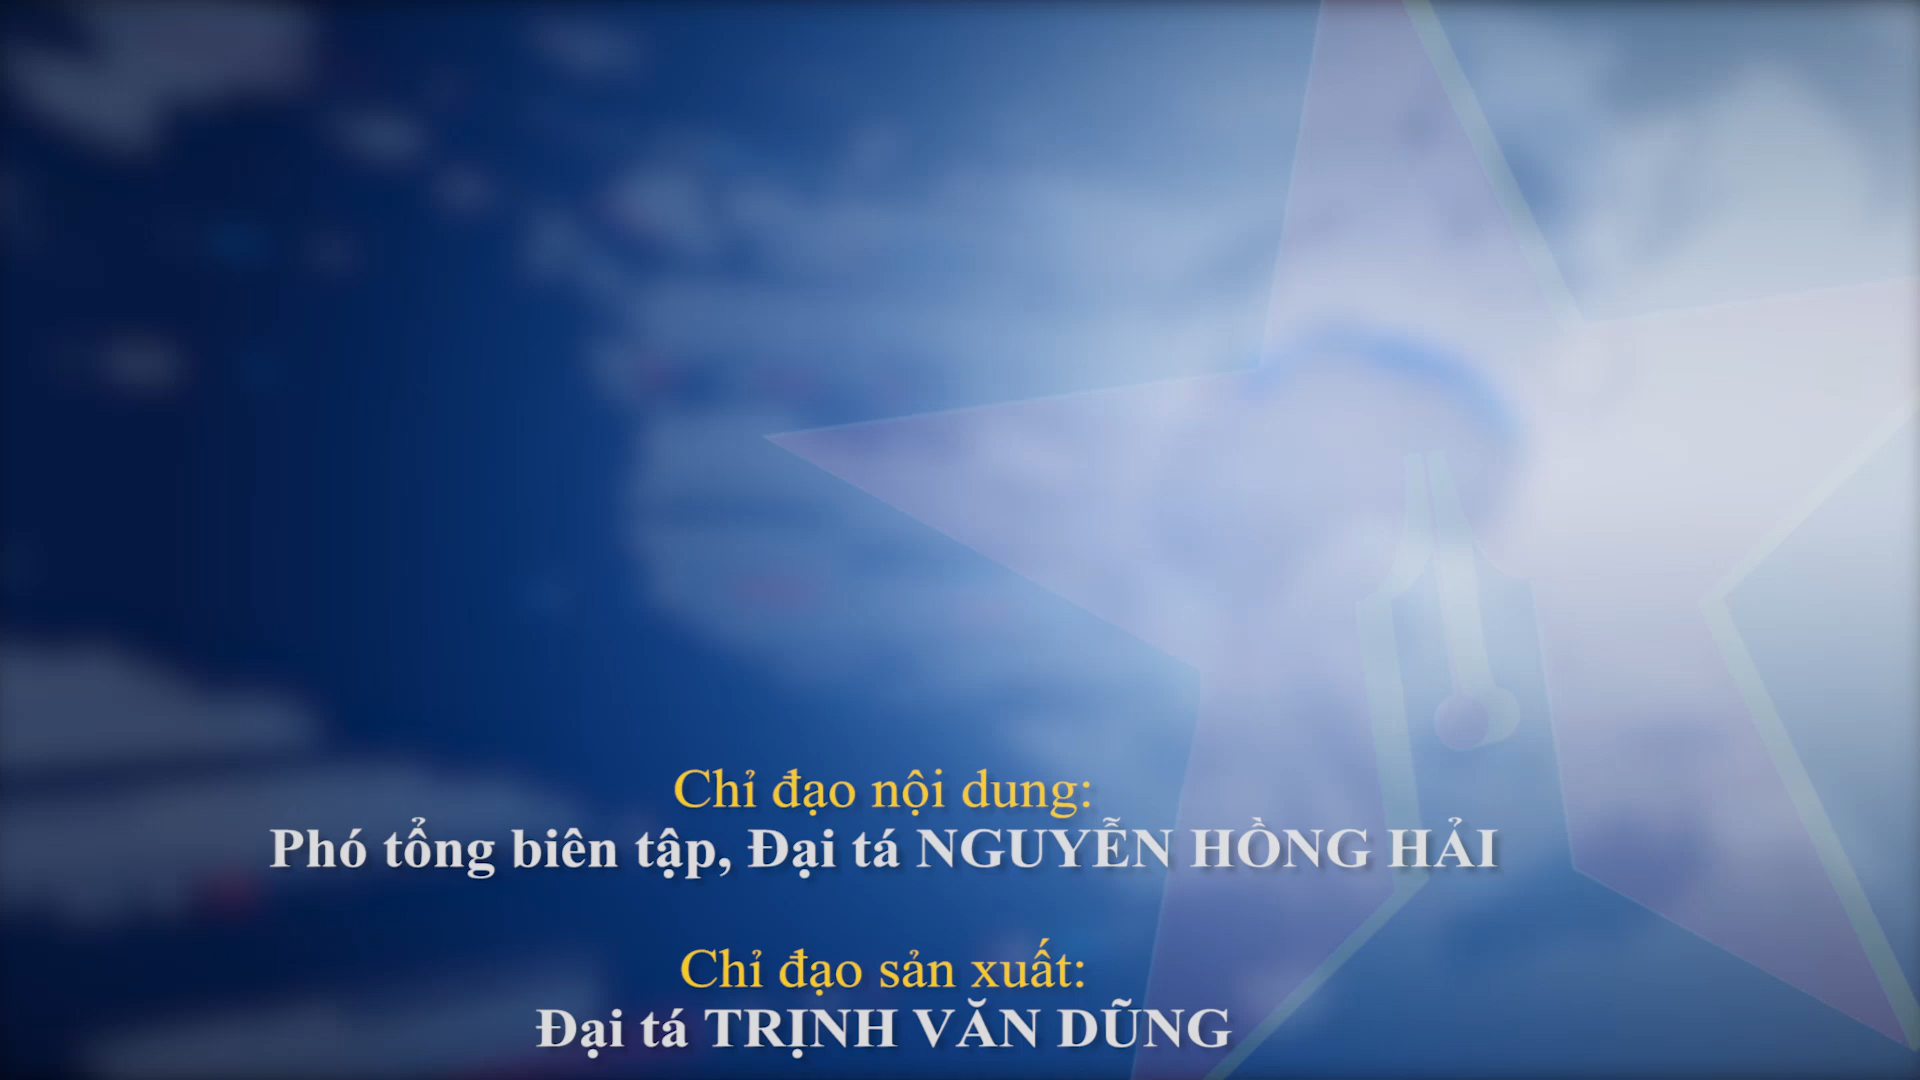 Chỉ đạo nội dung:
Phó tổng biên tập, Đại tá NGUYỄN HỒNG HẢI
Chỉ đạo sản xuất:
Đại tá TRỊNH VĂN DŨNG